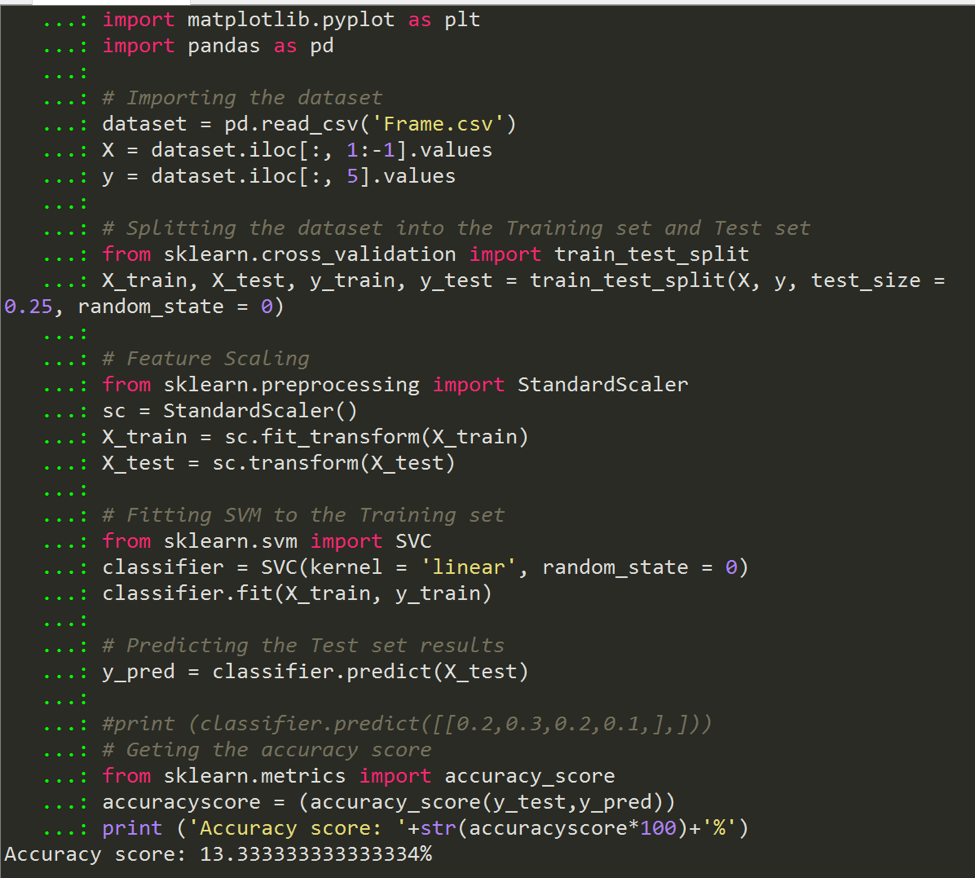 ...: import matplotlib.pyplot as plt
...: import pandas as pd
...:
...: # Importing the dataset
...: dataset = pd.read_csv('Frame.csv')
...: X = dataset.iloc[:, 1:-1].values
...: y = dataset.iloc[:, 5].values
...:
...: # Splitting the dataset into the Training set and Test set
...: from sklearn.cross_validation import train_test_split
...: X_train, X_test, y_train, y_test = train_test_split(X, y, test_size =
0.25, random_state = 0)
...:
...: # Feature Scaling
...: from sklearn.preprocessing import StandardScaler
...: sc = StandardScaler()
...: X_train = sc.fit_transform(X_train)
...: X_test = sc.transform(X_test)
...:
...: # Fitting SVM to the Training set
...: from sklearn.svm import SVC
...: classifier = SVC(kernel = 'linear', random_state = 0)
...: classifier.fit(X_train, y_train)
...:
...: # Predicting the Test set results
...: y_pred = classifier.predict(X_test)
...:
...: #print (classifier.predict([[0.2,0.3,0.2,0.1,],]))
...: # Geting the accuracy score
...: from sklearn.metrics import accuracy_score
...: accuracyscore = (accuracy_score(y_test,y_pred))
...: print ('Accuracy score: '+str(accuracyscore*100)+'%')
Accuracy score: 13.333333333333334%